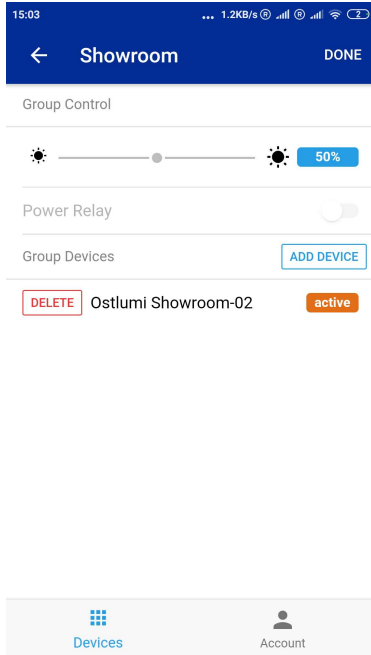 15:03 ... 1.2KB/s R R 2
Showroom DONE
Group Control
50%
Power Relay
Group Devices ADD DEVICE
DELETE Ostlumi Showroom-02 active
Devices Account